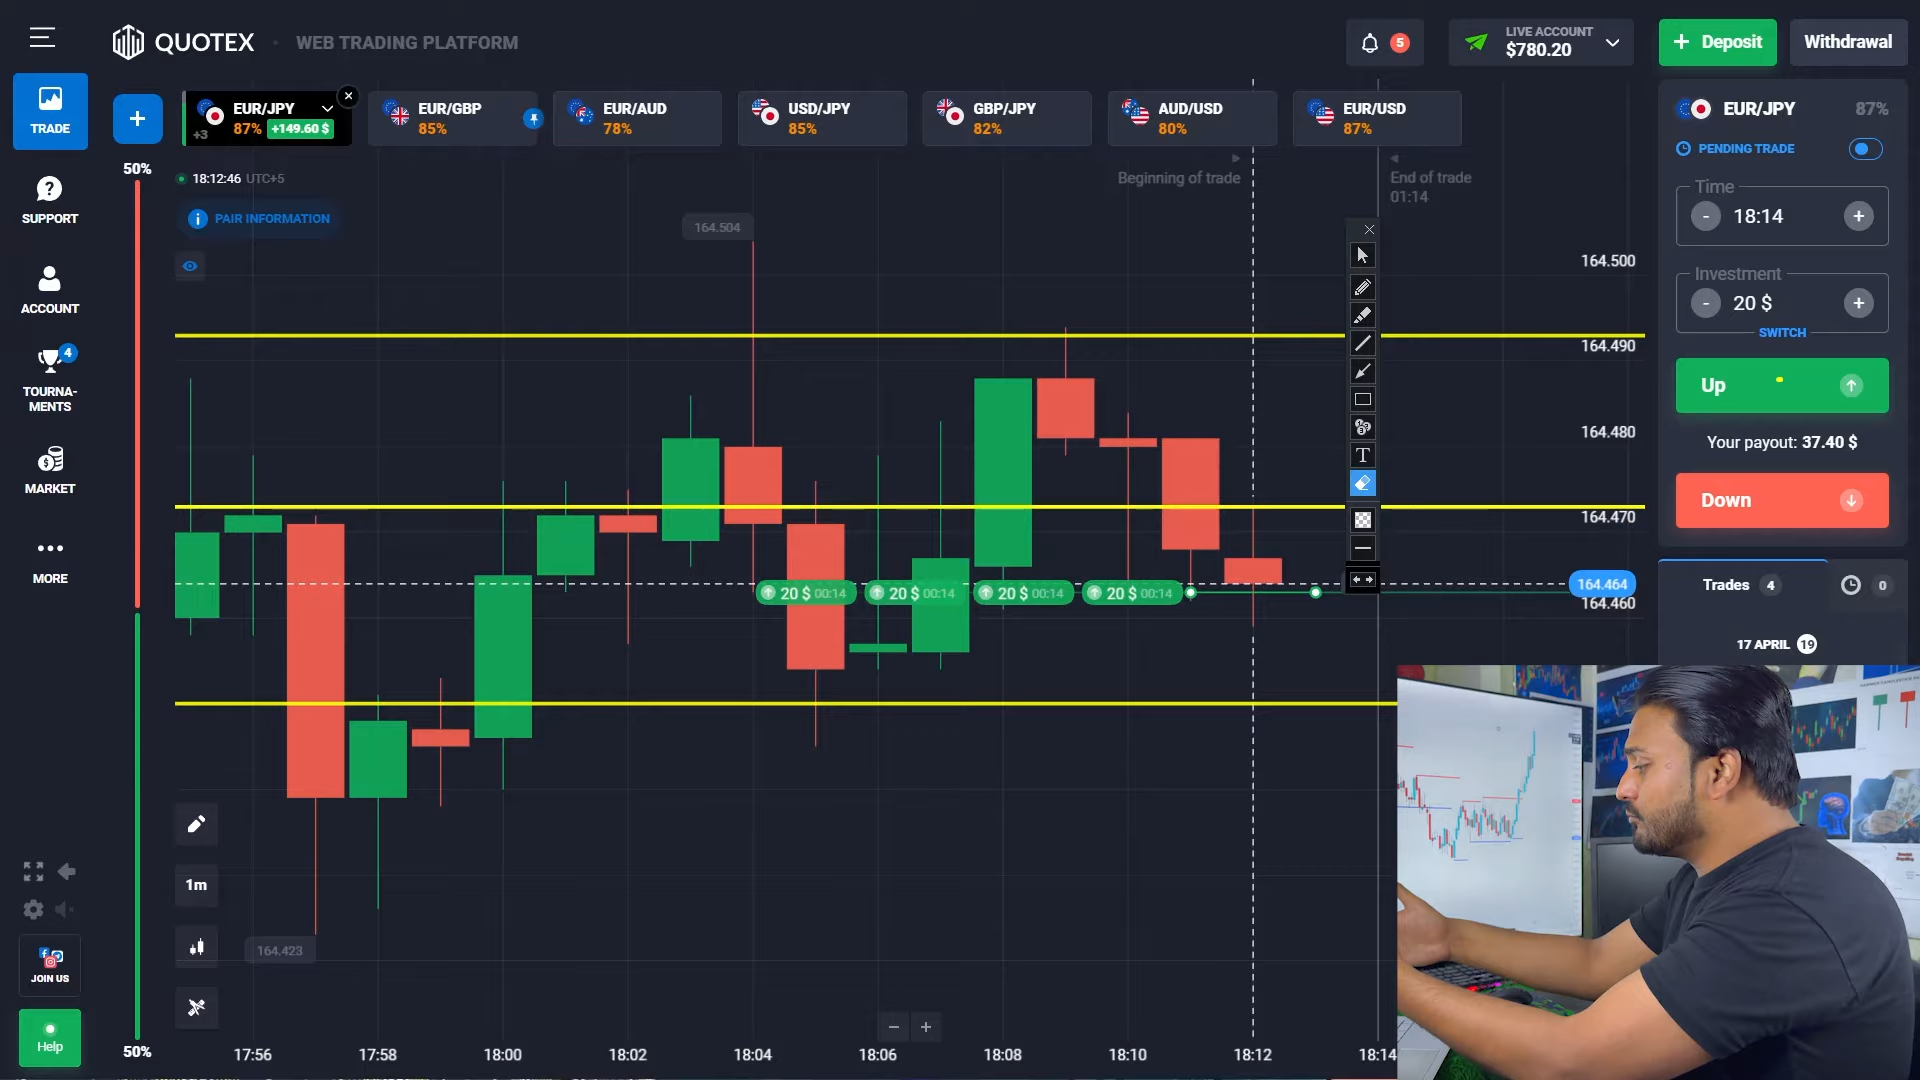 QUOTEX
WEB TRADING PLATFORM
5
LIVE ACCOUNT
$780.20
+ Deposit
Withdrawal
TRADE
+
EUR/JPY
+3
87%
+149.60 $
EUR/GBP
85%
EUR/AUD
78%
USD/JPY
85%
GBP/JPY
82%
AUD/USD
80%
EUR/USD
87%
50%
18:12:46 UTC+5
PAIR INFORMATION
Beginning of trade
End of trade
01:14
164.504
164.500
164.490
164.480
164.470
164.464
164.460
20 $ 00:14
20 $ 00:14
20 $ 00:14
20 $ 00:14
T
SUPPORT
ACCOUNT
4
TOURNA-
MENTS
MARKET
MORE
JOIN US
Help
1m
164.423
50%
− +
17:56
17:58
18:00
18:02
18:04
18:06
18:08
18:10
18:12
18:14
EUR/JPY
87%
PENDING TRADE
Time
- 18:14 +
Investment
- 20 $ +
SWITCH
Up
Your payout: 37.40 $
Down
Trades 4
0
17 APRIL 19